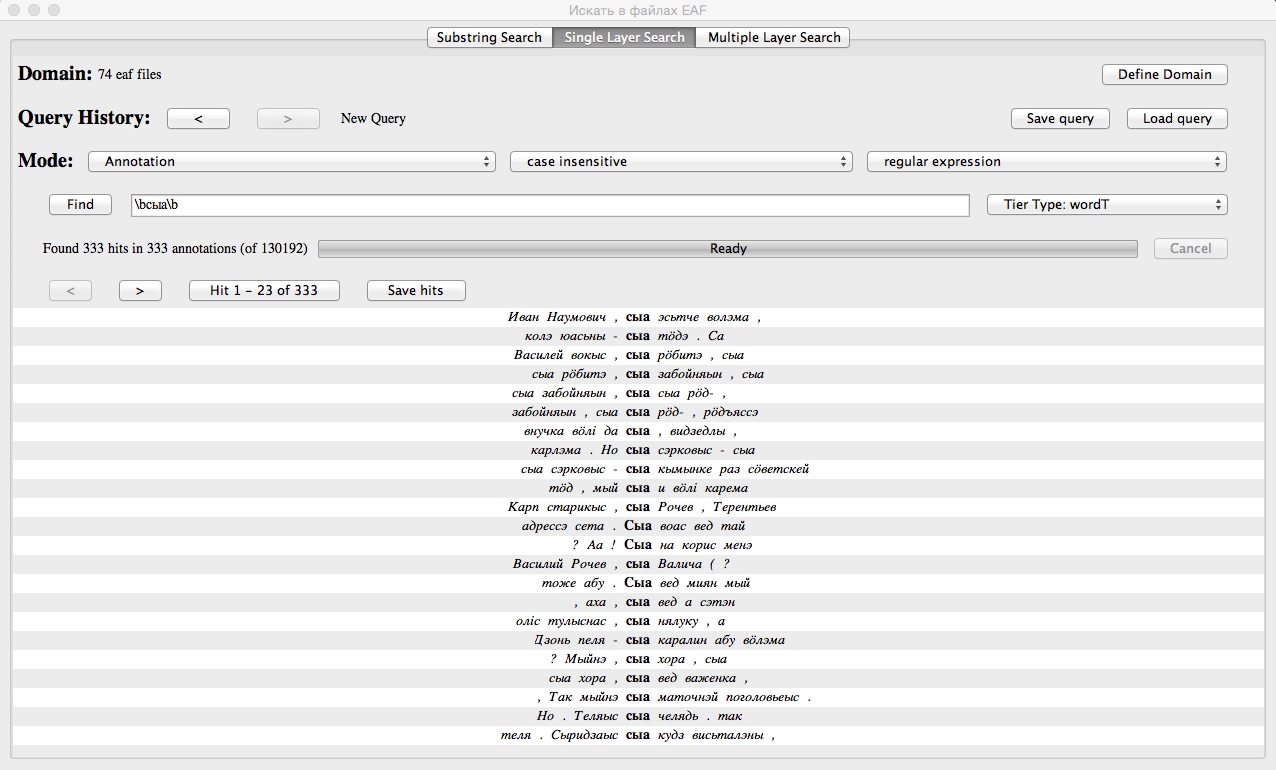 Искать в файлах EAF
Substring Search Single Layer Search Multiple Layer Search
Domain: 74 eaf files Define Domain
Query History: < > New Query Save query Load query
Mode: Annotation case insensitive regular expression
Find \bсыа\b Tier Type: wordT
Found 333 hits in 333 annotations (of 130192) Ready Cancel
< > Hit 1 - 23 of 333 Save hits
Иван Наумович , сыа эсьтче волэма ,
колэ юасьны - сыа тӧдэ . Са
Василей вокыс , сыа рӧбитэ , сыа
сыа рӧбитэ , сыа забойняын , сыа
сыа забойняын , сыа сыа рӧд- ,
забойняын , сыа сыа рӧд- , рӧдъяссэ
внучка вӧлі да сыа , видзедлы ,
карлэма . Но сыа сэрковыс - сыа
сыа сэрковыс - сыа кымынке раз сӧветскей
тӧд , мый сыа и вӧлі карема
Карп старикыс , сыа Рочев , Терентьев
адрессэ сета . Сыа воас вед тай
? Аа ! Сыа на корис менэ
Василий Рочев , сыа Валича ( ?
тоже абу . Сыа вед миян мый
, аха , сыа вед а сэтэн
оліс тулыснас , сыа нялуку , а
Дзонь пеля - сыа каралин абу вӧлэма
? Мыйнэ , сыа хора , сыа
сыа хора , сыа вед важенка ,
, Так мыйнэ сыа маточнэй поголовьеыс .
Но . Теляыс сыа челядь . так
теля . Сыридзаыс сыа кудз висьталэны ,